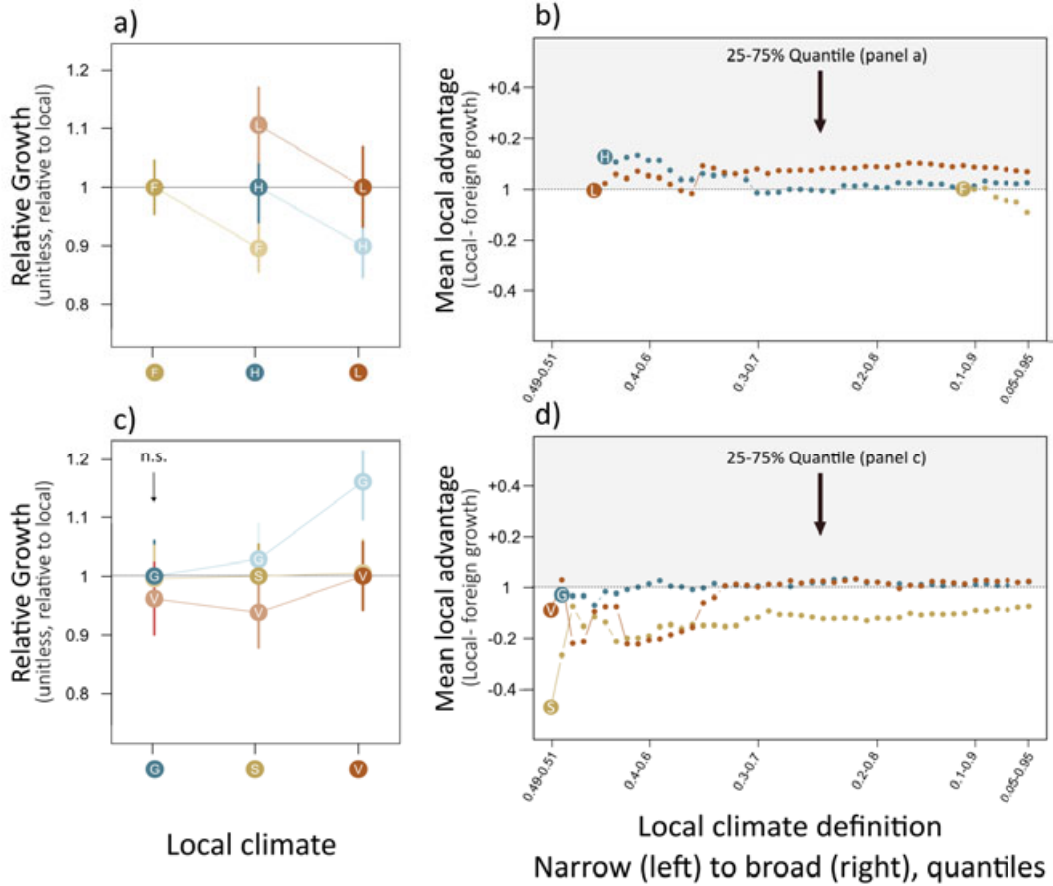 a)
Relative Growth
(unitless, relative to local)
1.2
1.1
1
0.9
0.8
L
F
H
L
F
H
F
H
L
b)
Mean local advantage
(Local- foreign growth)
25-75% Quantile (panel a)
+0.4
+0.2
1
-0.2
-0.4
H
L
F
0.49-0.51
0.4-0.6
0.3-0.7
0.2-0.8
0.1-0.9
0.05-0.95
c)
Relative Growth
(unitless, relative to local)
n.s.
1.2
1.1
1
0.9
0.8
G
G
G
S
V
V
V
G
S
V
Local climate
d)
Mean local advantage
(Local- foreign growth)
25-75% Quantile (panel c)
+0.4
+0.2
1
-0.2
-0.4
G
V
S
0.49-0.51
0.4-0.6
0.3-0.7
0.2-0.8
0.1-0.9
0.05-0.95
Local climate definition
Narrow (left) to broad (right), quantiles